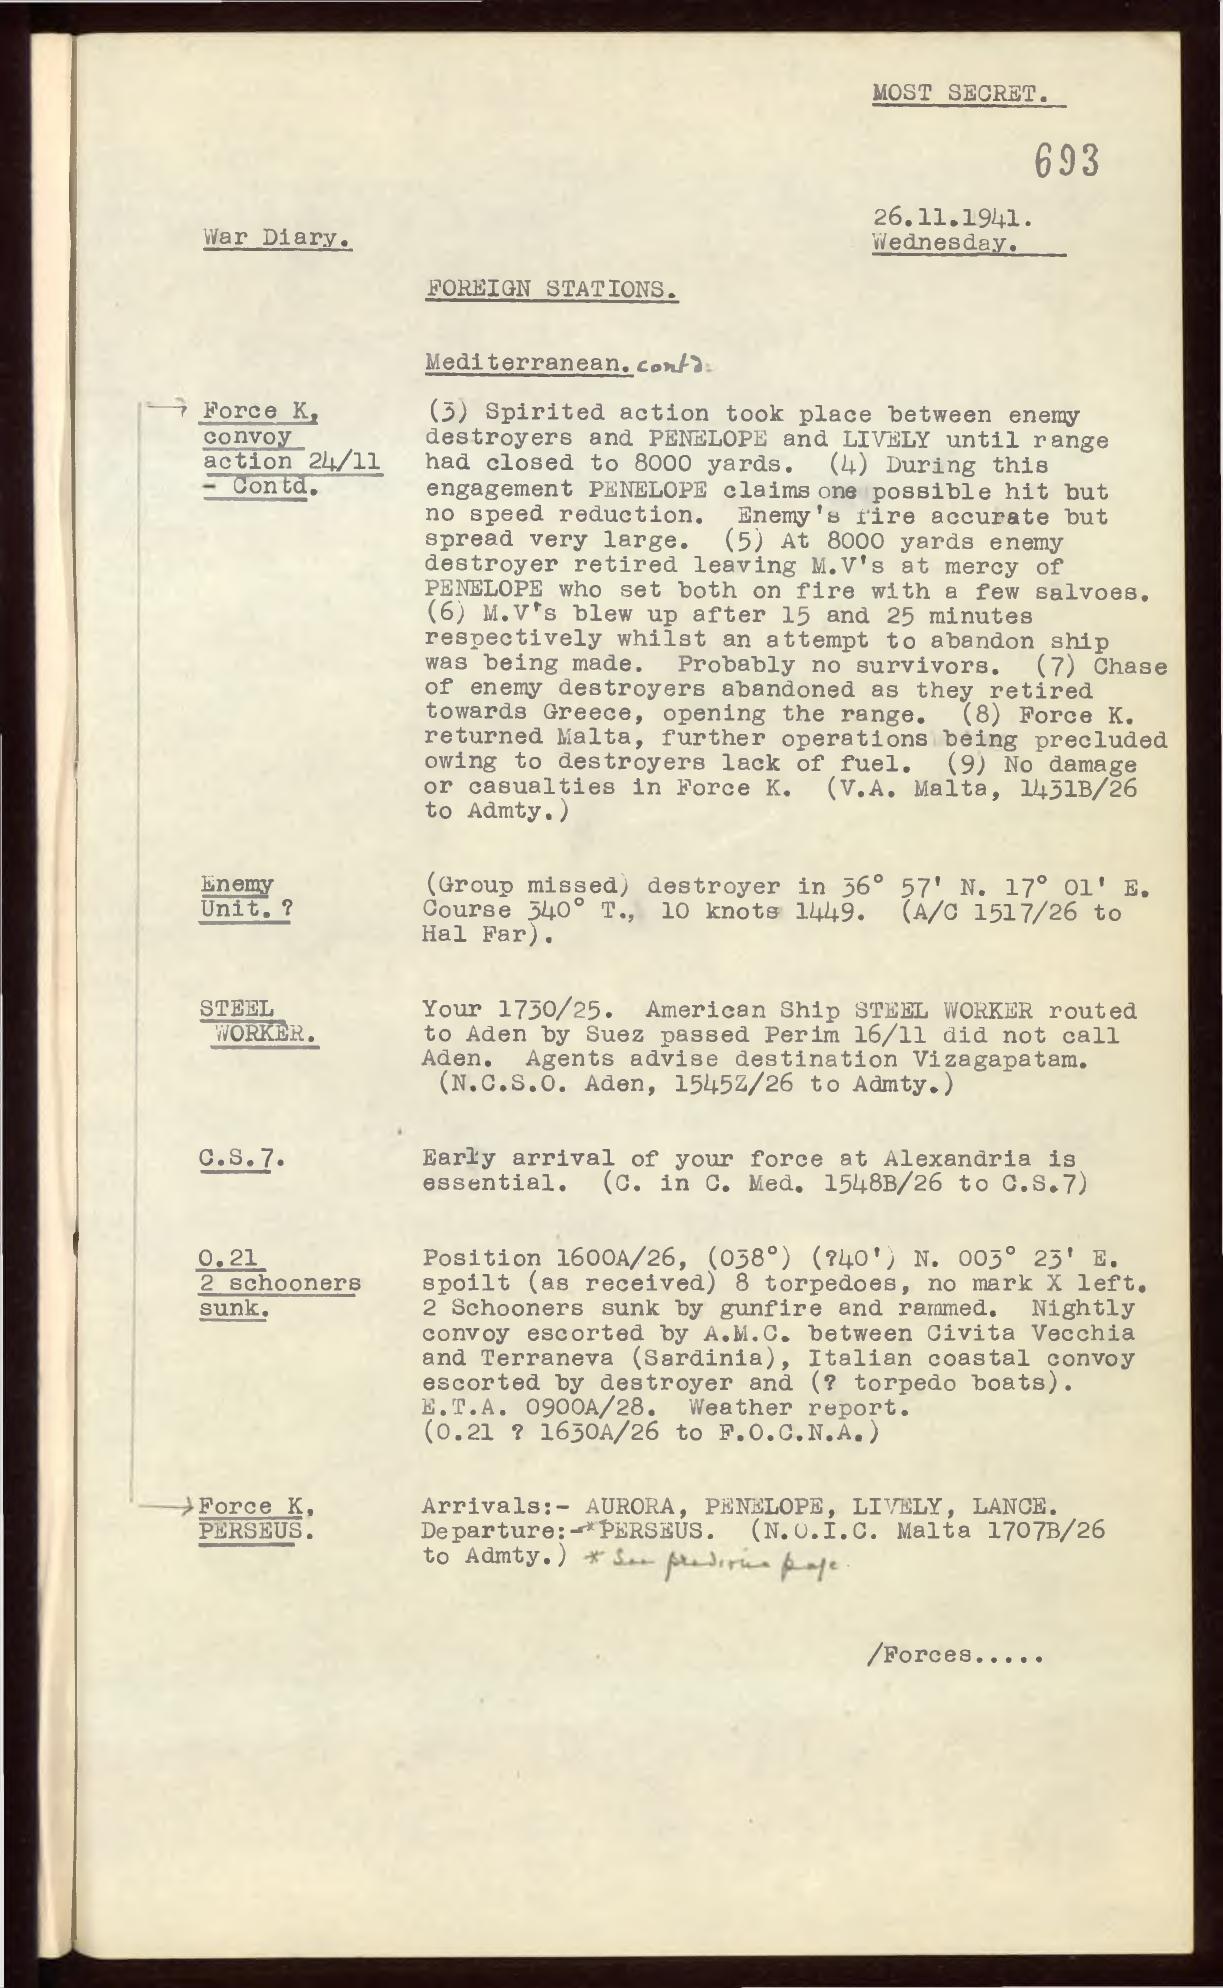 MOST SECRET.
693
26.11.1941.
War Diary.
Wednesday.
FOREIGN STATIONS.
Mediterranean. contd.
Force K,
convoy
action 24/11
- Contd.
(3) Spirited action took place between enemy
destroyers and PENELOPE and LIVELY until range
had closed to 8000 yards. (4) During this
engagement PENELOPE claims one possible hit but
no speed reduction. Enemy's fire accurate but
spread very large. (5) At 8000 yards enemy
destroyer retired leaving M.V's at mercy of
PENELOPE who set both on fire with a few salvoes.
(6) M.V's blew up after 15 and 25 minutes
respectively whilst an attempt to abandon ship
was being made. Probably no survivors. (7) Chase
of enemy destroyers abandoned as they retired
towards Greece, opening the range. (8) Force K.
returned Malta, further operations being precluded
owing to destroyers lack of fuel. (9) No damage
or casualties in Force K. (V.A. Malta, 1431B/26
to Admty.)
Enemy
Unit. ?
(Group missed) destroyer in 36° 57' N. 17° 01' E.
Course 340° T., 10 knots 1449. (A/C 1517/26 to
Hal Far).
STEEL
WORKER.
Your 1730/25. American Ship STEEL WORKER routed
to Aden by Suez passed Perim 16/11 did not call
Aden. Agents advise destination Vizagapatam.
(N.C.S.O. Aden, 1545Z/26 to Admty.)
C.S.7.
Early arrival of your force at Alexandria is
essential. (C. in C. Med. 1548B/26 to C.S.7)
O.21
2 schooners
sunk.
Position 1600A/26, (038°) (?40') N. 003° 23' E.
spoilt (as received) 8 torpedoes, no mark X left.
2 Schooners sunk by gunfire and rammed. Nightly
convoy escorted by A.M.C. between Civita Vecchia
and Terraneva (Sardinia), Italian coastal convoy
escorted by destroyer and (? torpedo boats).
E.T.A. 0900A/28. Weather report.
(O.21 ? 1630A/26 to F.O.C.N.A.)
Force K,
PERSEUS.
Arrivals:- AURORA, PENELOPE, LIVELY, LANCE.
Departure:-*PERSEUS. (N.O.I.C. Malta 1707B/26
to Admty.) * See previous page.
/Forces.....